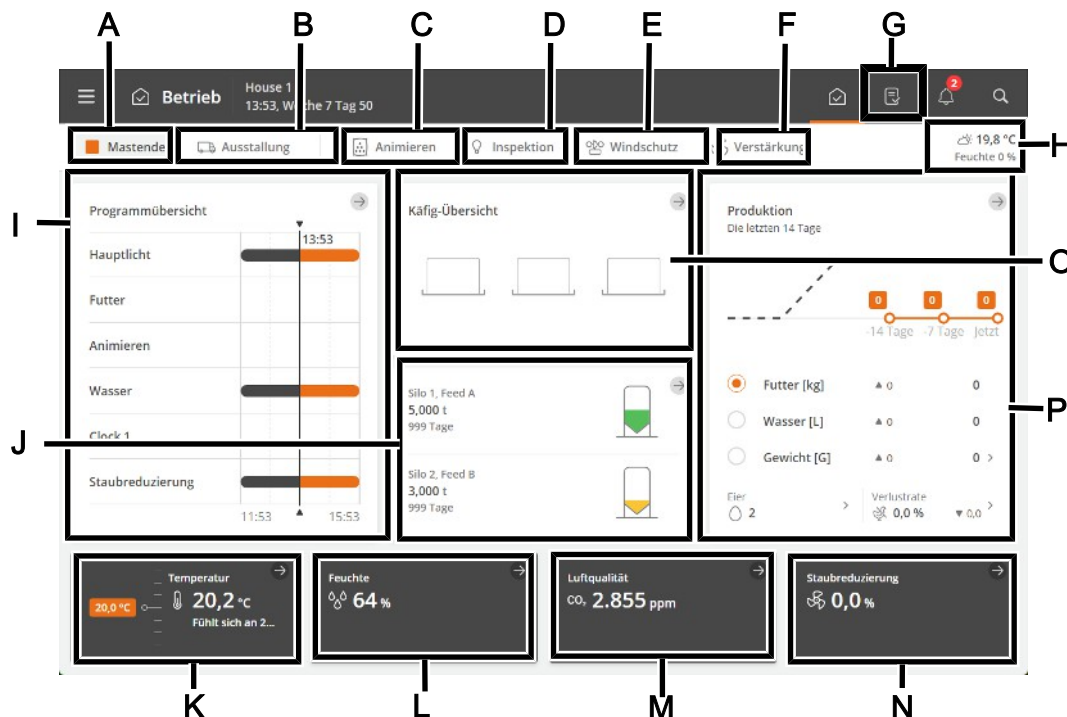 A B C D E F G
House 1
Betrieb
13:53, Woche 7 Tag 50
2
Mastende Ausstallung Animieren Inspektion Windschutz Verstärkung
19,8 °C
Feuchte 0 %
H
I
Programmübersicht
13:53
Hauptlicht
Futter
Animieren
Wasser
Clock 1
Staubreduzierung
11:53 15:53
Käfig-Übersicht
O
J
Silo 1, Feed A
5,000 t
999 Tage
Silo 2, Feed B
3,000 t
999 Tage
Produktion
Die letzten 14 Tage
0 0 0
-14 Tage -7 Tage Jetzt
Futter [kg] ▲ 0 0
Wasser [L] ▲ 0 0
Gewicht [G] ▲ 0 0 >
P
Eier
2 >
Verlustrate
0,0 % ▼ 0,0 >
Temperatur
20,0 °C
20,2 °C
Fühlt sich an 2...
Feuchte
64 %
Luftqualität
CO₂ 2.855 ppm
Staubreduzierung
0,0 %
K L M N